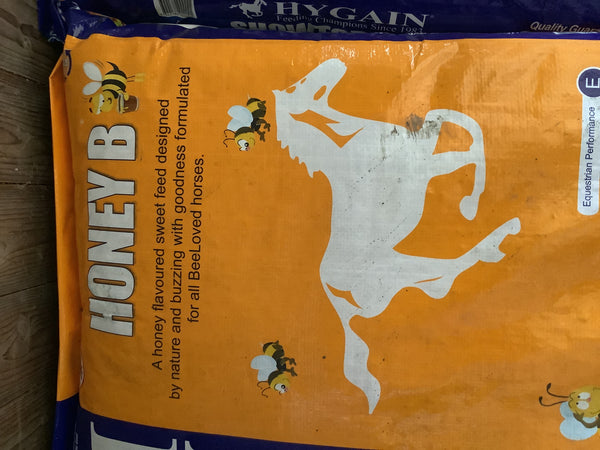 HYGAIN
Feeding Champions Since 1983
Quality
HONEY B
A honey flavoured sweet feed designed
by nature and buzzing with goodness formulated
for all BeeLoved horses.
E
Equestrian Performance